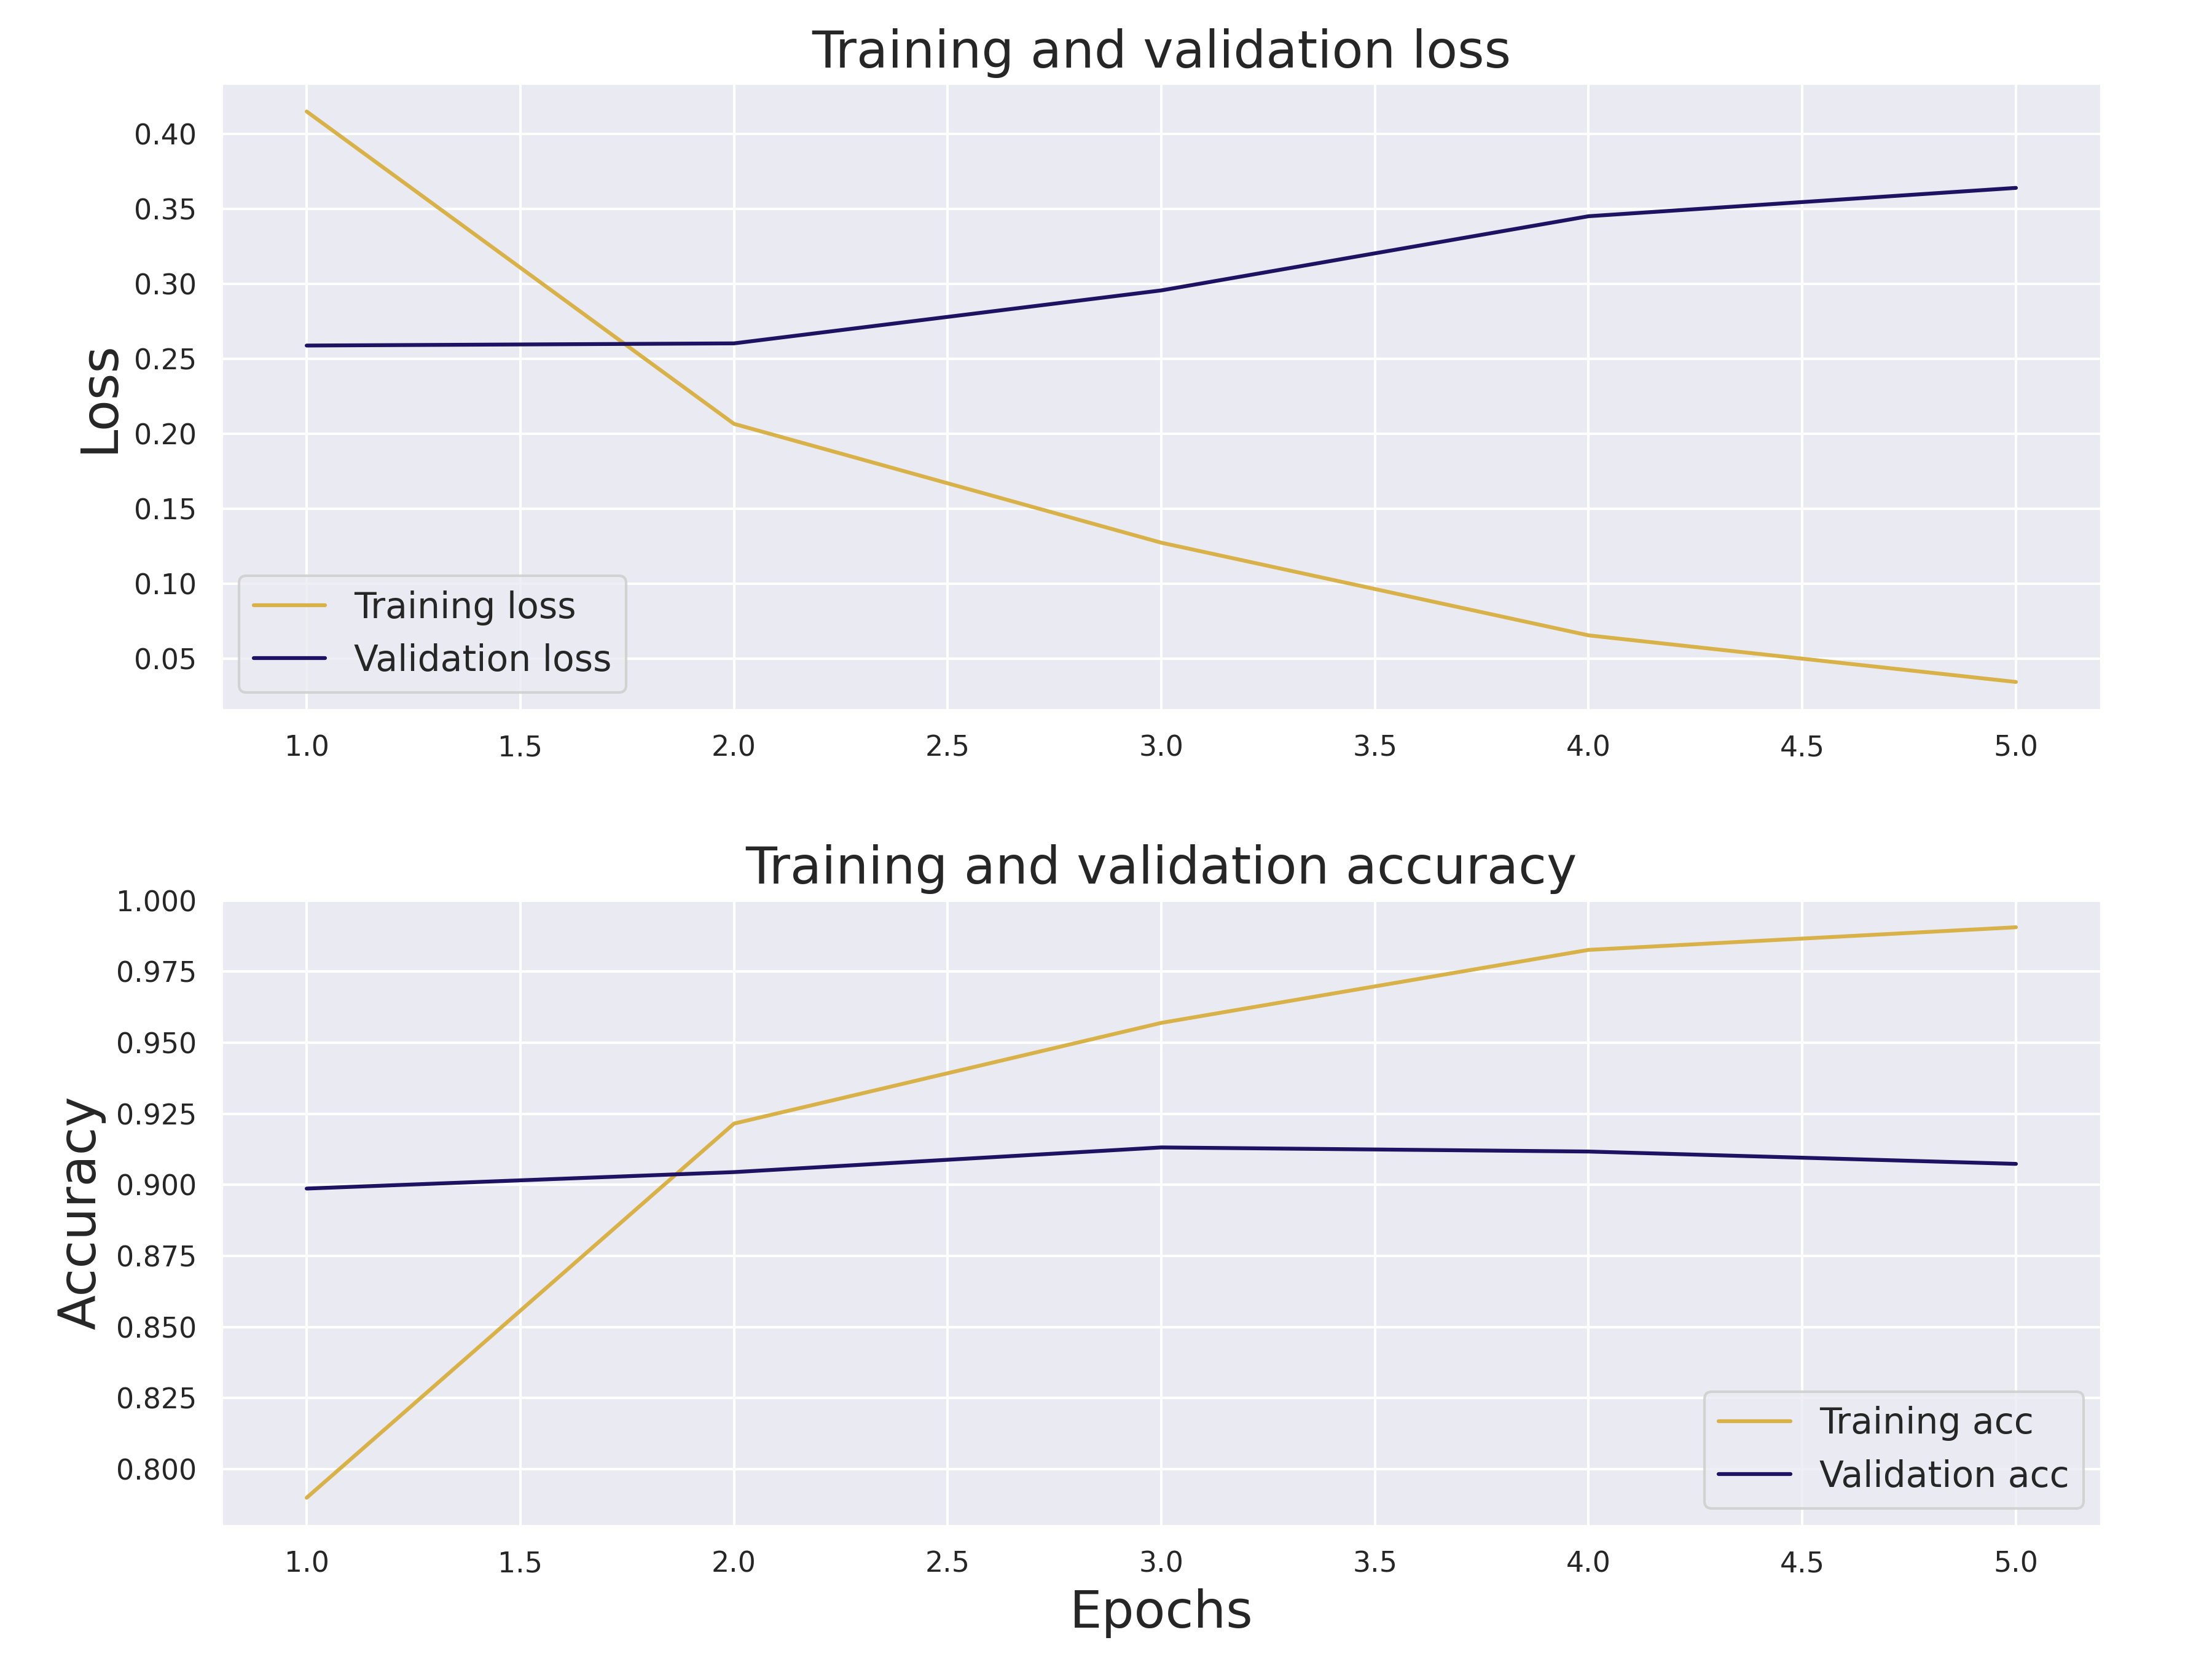 Training and validation loss
0.40
0.35
0.30
0.25
0.20
0.15
0.10
0.05
Loss
Training loss
Validation loss
1.0 1.5 2.0 2.5 3.0 3.5 4.0 4.5 5.0
Training and validation accuracy
1.000
0.975
0.950
0.925
0.900
0.875
0.850
0.825
0.800
Accuracy
Training acc
Validation acc
1.0 1.5 2.0 2.5 3.0 3.5 4.0 4.5 5.0
Epochs